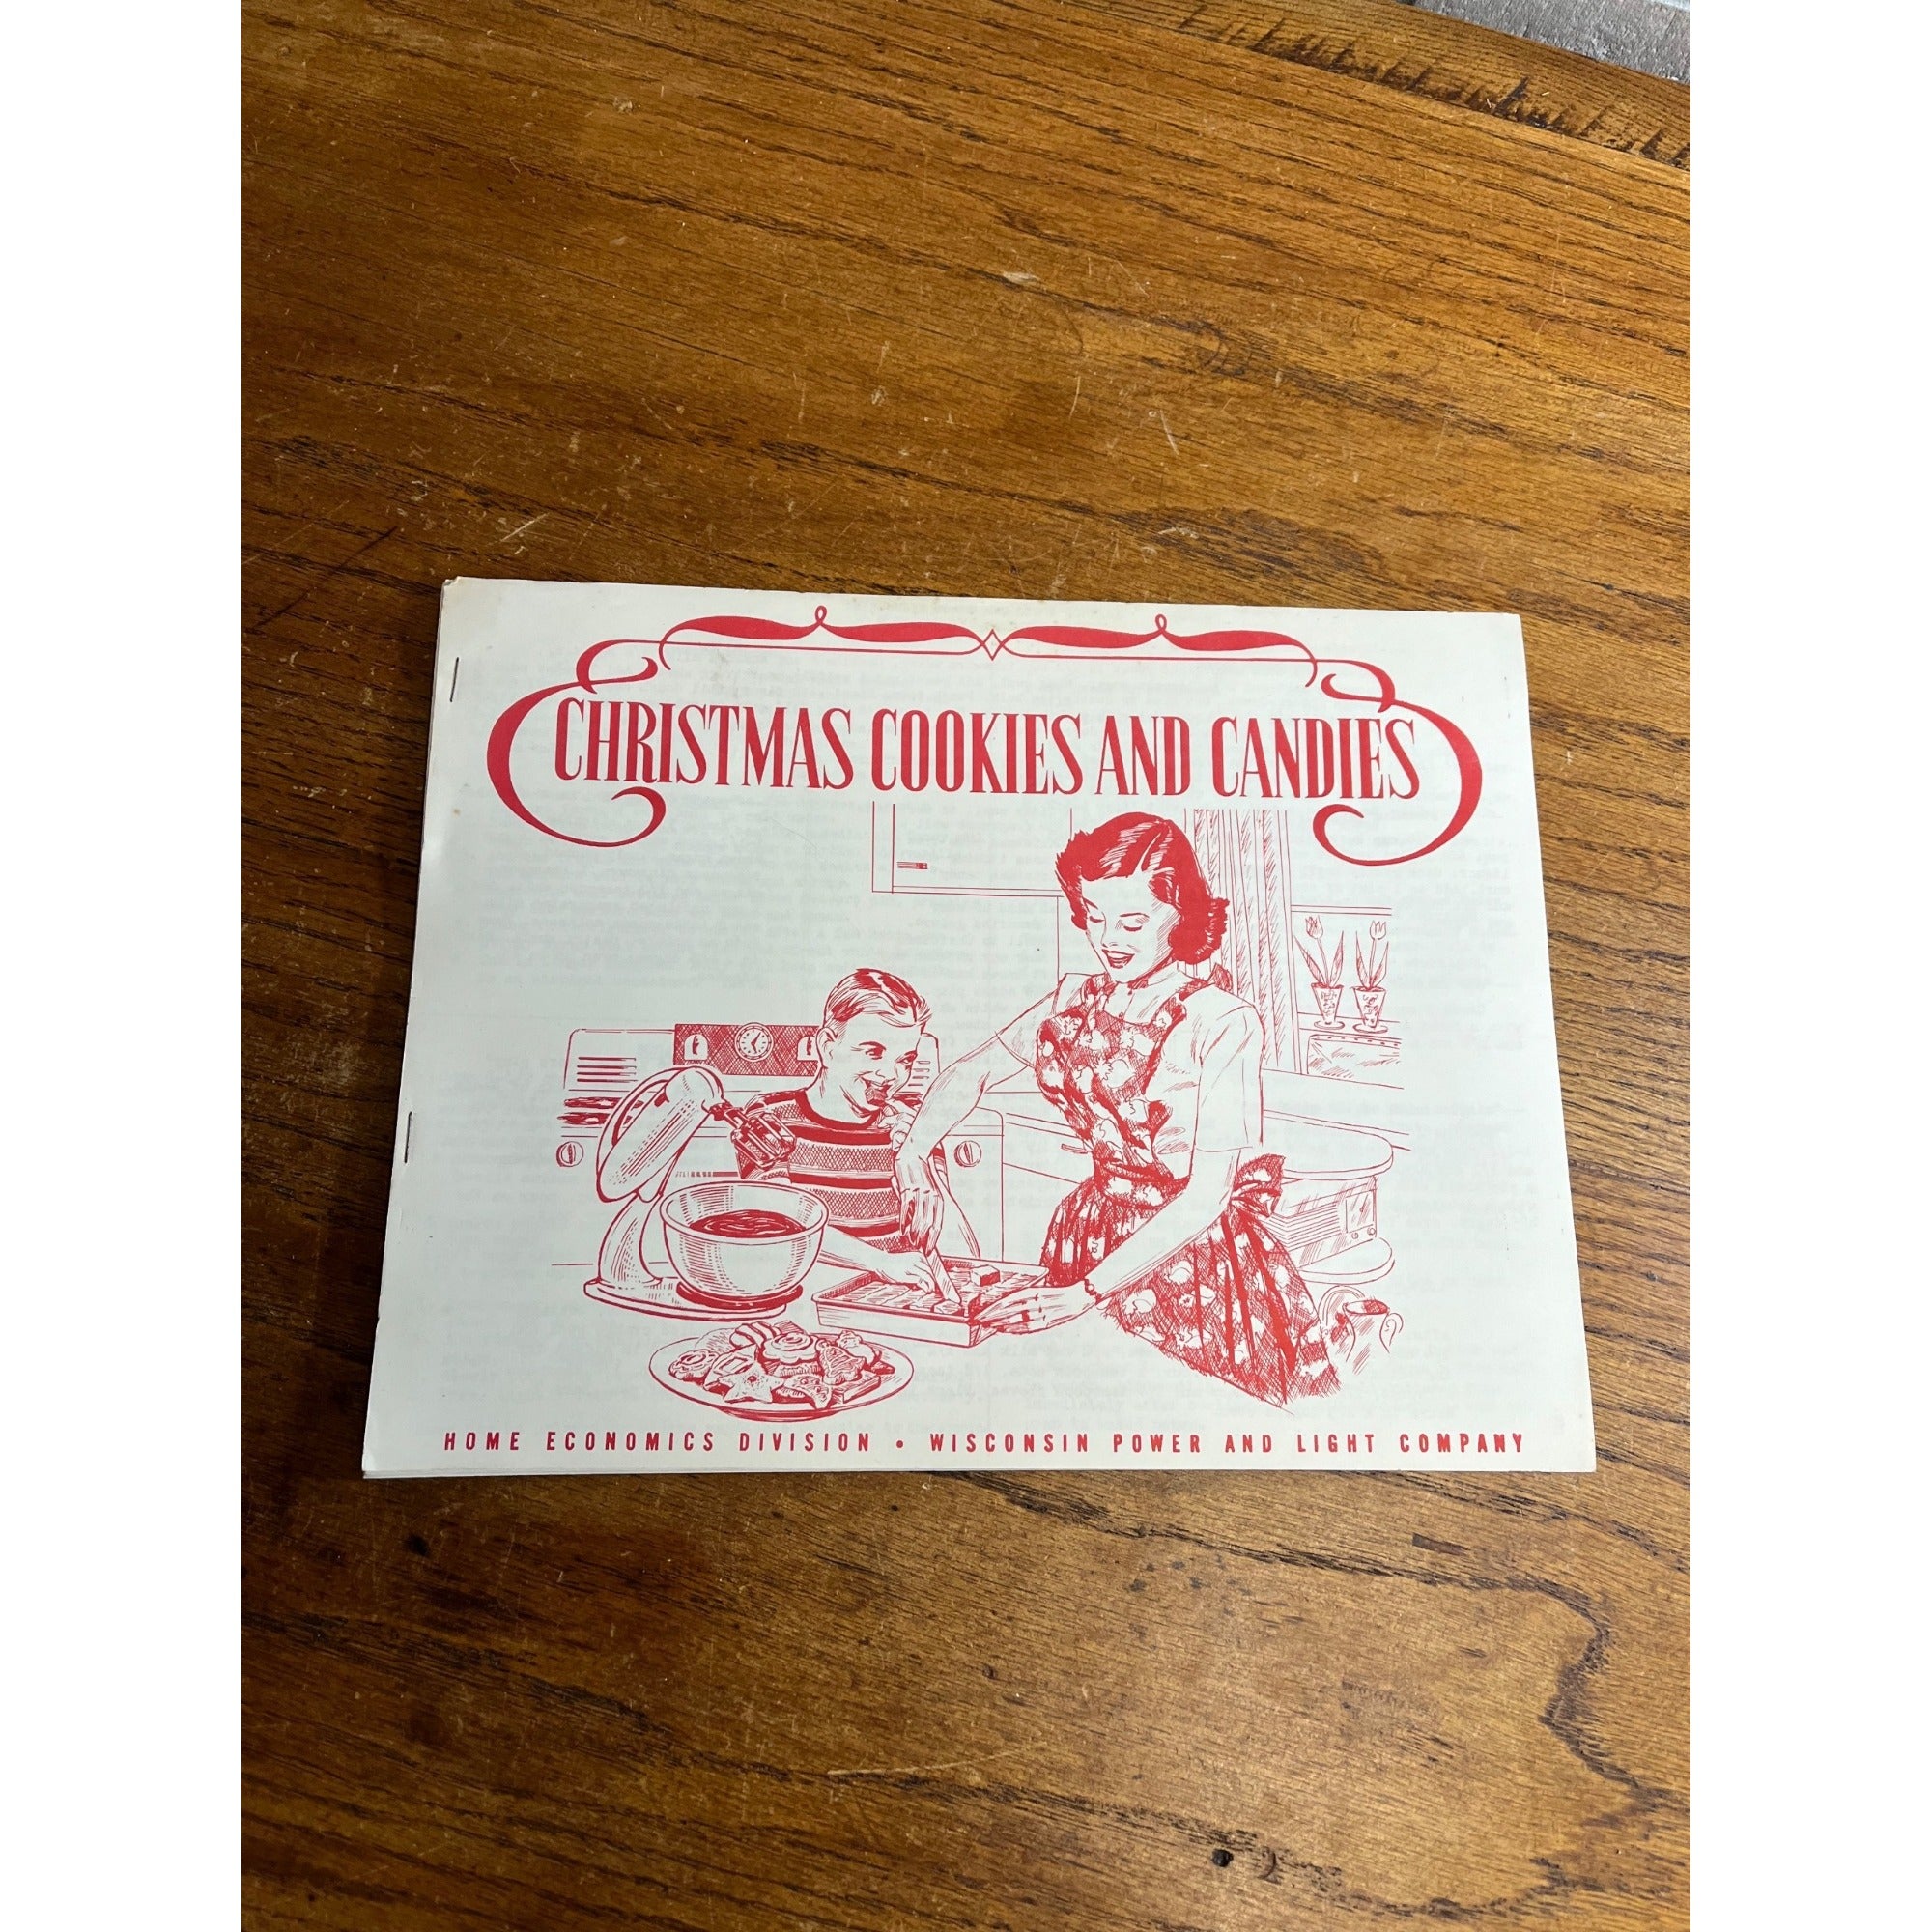 CHRISTMAS COOKIES AND CANDIES
HOME ECONOMICS DIVISION • WISCONSIN POWER AND LIGHT COMPANY